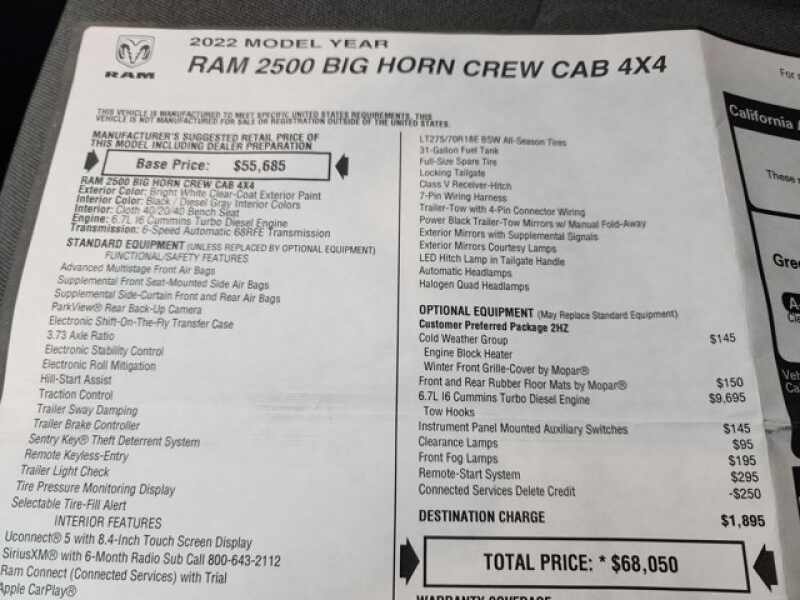 RAM
2022 MODEL YEAR
RAM 2500 BIG HORN CREW CAB 4X4
THIS VEHICLE IS MANUFACTURED TO MEET SPECIFIC UNITED STATES REQUIREMENTS. THIS
VEHICLE IS NOT MANUFACTURED FOR SALE OR REGISTRATION OUTSIDE OF THE UNITED STATES.
MANUFACTURER'S SUGGESTED RETAIL PRICE OF
THIS MODEL INCLUDING DEALER PREPARATION
Base Price: $55,685
RAM 2500 BIG HORN CREW CAB 4X4
Exterior Color: Bright White Clear-Coat Exterior Paint
Interior Color: Black / Diesel Gray Interior Colors
Interior: Cloth 40/20/40 Bench Seat
Engine: 6.7L I6 Cummins Turbo Diesel Engine
Transmission: 6-Speed Automatic 68RFE Transmission
STANDARD EQUIPMENT (UNLESS REPLACED BY OPTIONAL EQUIPMENT)
FUNCTIONAL/SAFETY FEATURES
Advanced Multistage Front Air Bags
Supplemental Front Seat-Mounted Side Air Bags
Supplemental Side-Curtain Front and Rear Air Bags
ParkView® Rear Back-Up Camera
Electronic Shift-On-The-Fly Transfer Case
3.73 Axle Ratio
Electronic Stability Control
Electronic Roll Mitigation
Hill-Start Assist
Traction Control
Trailer Sway Damping
Trailer Brake Controller
Sentry Key® Theft Deterrent System
Remote Keyless-Entry
Trailer Light Check
Tire Pressure Monitoring Display
Selectable Tire-Fill Alert
INTERIOR FEATURES
Uconnect® 5 with 8.4-Inch Touch Screen Display
SiriusXM® with 6-Month Radio Sub Call 800-643-2112
Ram Connect (Connected Services) with Trial
Apple CarPlay®
LT275/70R18E BSW All-Season Tires
31-Gallon Fuel Tank
Full-Size Spare Tire
Locking Tailgate
Class V Receiver-Hitch
7-Pin Wiring Harness
Trailer-Tow with 4-Pin Connector Wiring
Power Black Trailer-Tow Mirrors w/ Manual Fold-Away
Exterior Mirrors with Supplemental Signals
Exterior Mirrors Courtesy Lamps
LED Hitch Lamp in Tailgate Handle
Automatic Headlamps
Halogen Quad Headlamps
OPTIONAL EQUIPMENT (May Replace Standard Equipment)
Customer Preferred Package 2HZ
Cold Weather Group $145
Engine Block Heater
Winter Front Grille-Cover by Mopar®
Front and Rear Rubber Floor Mats by Mopar® $150
6.7L I6 Cummins Turbo Diesel Engine $9,695
Tow Hooks
Instrument Panel Mounted Auxiliary Switches $145
Clearance Lamps $95
Front Fog Lamps $195
Remote-Start System $295
Connected Services Delete Credit -$250
DESTINATION CHARGE $1,895
TOTAL PRICE: * $68,050
WARRANTY COVERAGE
For
California
These
Gree
Veh
Ca